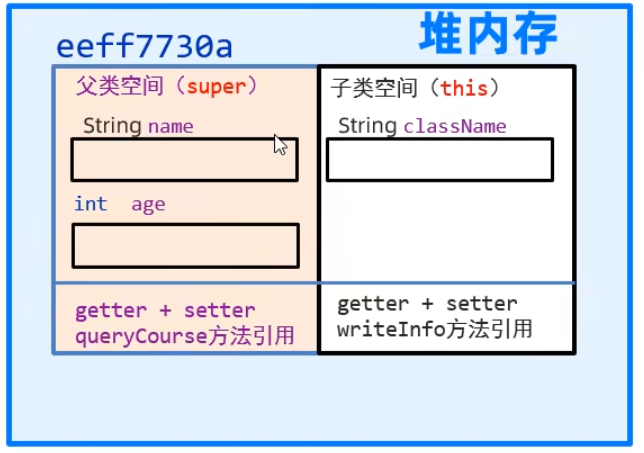 堆内存
eeff7730a
父类空间（super）
子类空间（this）
String name
String className
int age
getter + setter
queryCourse方法引用
getter + setter
writeInfo方法引用